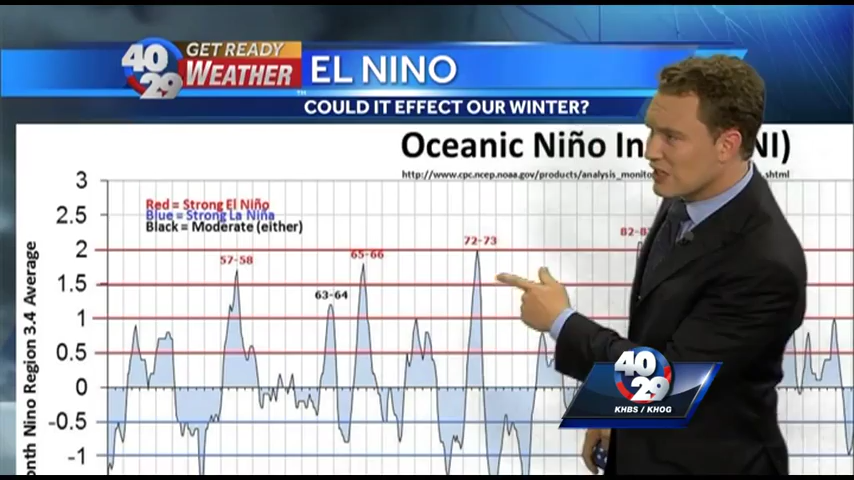 40 29
GET READY
WEATHER
EL NINO
COULD IT EFFECT OUR WINTER?
Oceanic Niño In NI)
http://www.cpc.ncep.noaa.gov/products/analysis_monito .shtml
Red = Strong El Niño
Blue = Strong La Niña
Black = Moderate (either)
3
2.5
2
1.5
1
0.5
0
-0.5
-1
onth Nino Region 3.4 Average
57-58
63-64
65-66
72-73
82-8
40 29
KHBS / KHOG